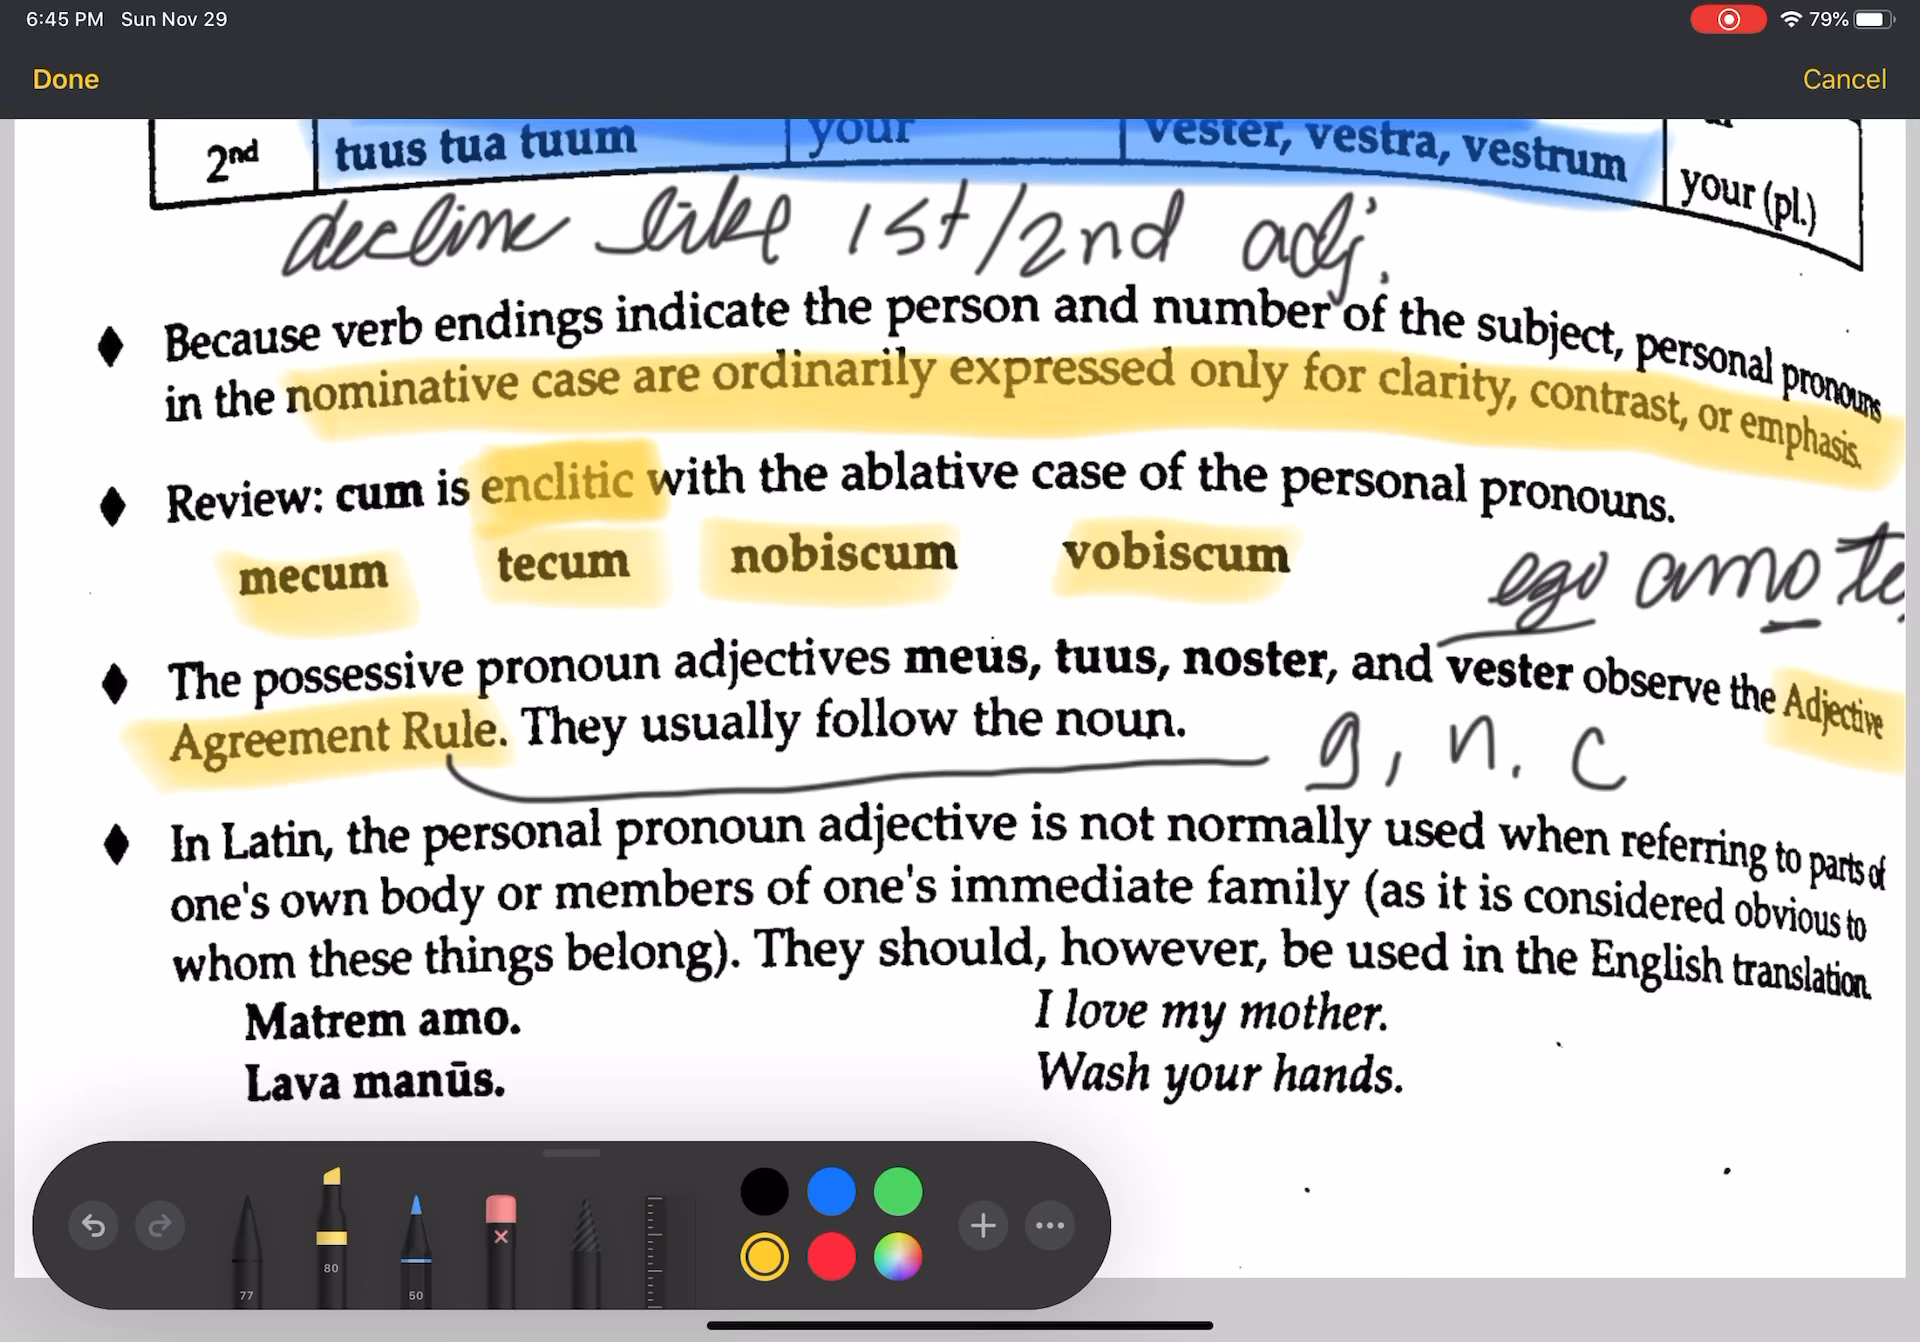 6:45 PM Sun Nov 29
79%
Done
Cancel
2nd
tuus tua tuum
your
vester, vestra, vestrum
your (pl.)
decline like 1st/2nd adj.
♦ Because verb endings indicate the person and number of the subject, personal pronouns
in the nominative case are ordinarily expressed only for clarity, contrast, or emphasis.
♦ Review: cum is enclitic with the ablative case of the personal pronouns.
mecum tecum nobiscum vobiscum
ego amo te
♦ The possessive pronoun adjectives meus, tuus, noster, and vester observe the Adjective
Agreement Rule. They usually follow the noun.
g, n. c
♦ In Latin, the personal pronoun adjective is not normally used when referring to parts of
one's own body or members of one's immediate family (as it is considered obvious to
whom these things belong). They should, however, be used in the English translation.
Matrem amo. I love my mother.
Lava manūs. Wash your hands.
77
80
50